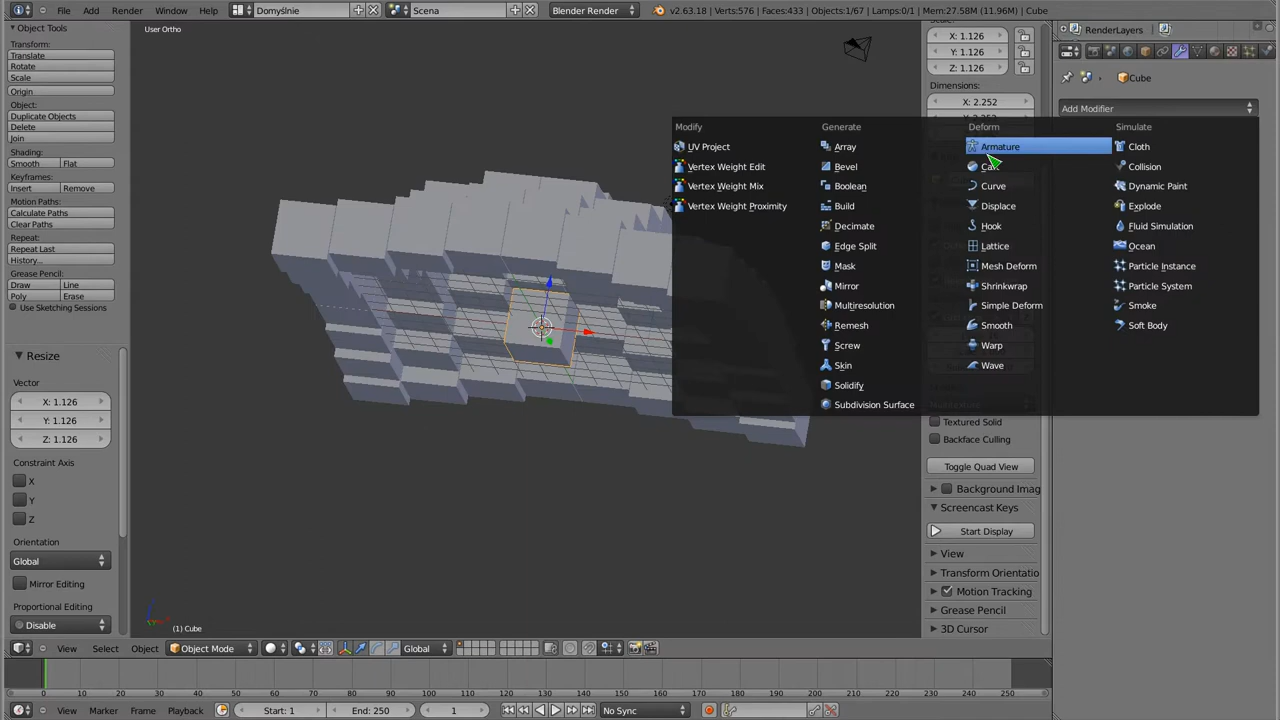 File Add Render Window Help Domyślnie Scena Blender Render v2.63.18 | Verts:576 | Faces:433 | Objects:1/67 | Lamps:0/1 | Mem:27.58M (11.96M) | Cube
Object Tools
Transform:
Translate
Rotate
Scale
Origin
Object:
Duplicate Objects
Delete
Join
Shading:
Smooth Flat
Keyframes:
Insert Remove
Motion Paths:
Calculate Paths
Clear Paths
Repeat:
Repeat Last
History...
Grease Pencil:
Draw Line
Poly Erase
Use Sketching Sessions
Resize
Vector
X: 1.126
Y: 1.126
Z: 1.126
Constraint Axis
X
Y
Z
Orientation
Global
Mirror Editing
Proportional Editing
Disable
User Ortho
(1) Cube
Modify
UV Project
Vertex Weight Edit
Vertex Weight Mix
Vertex Weight Proximity
Generate
Array
Bevel
Boolean
Build
Decimate
Edge Split
Mask
Mirror
Multiresolution
Remesh
Screw
Skin
Solidify
Subdivision Surface
Deform
Armature
Curve
Displace
Hook
Lattice
Mesh Deform
Shrinkwrap
Simple Deform
Smooth
Warp
Wave
Simulate
Cloth
Collision
Dynamic Paint
Explode
Fluid Simulation
Ocean
Particle Instance
Particle System
Smoke
Soft Body
X: 1.126
Y: 1.126
Z: 1.126
Dimensions:
X: 2.252
Textured Solid
Backface Culling
Toggle Quad View
Background Imag
Screencast Keys
Start Display
View
Transform Orientatio
Motion Tracking
Grease Pencil
3D Cursor
RenderLayers
Cube
Add Modifier
View Select Object Object Mode Global
0 10 20 30 40 50 60 70 80 90 100 110 120 130 140 150 160 170 180 190 200 210 220 230 240 250 260 270 280
View Marker Frame Playback Start: 1 End: 250 1 No Sync